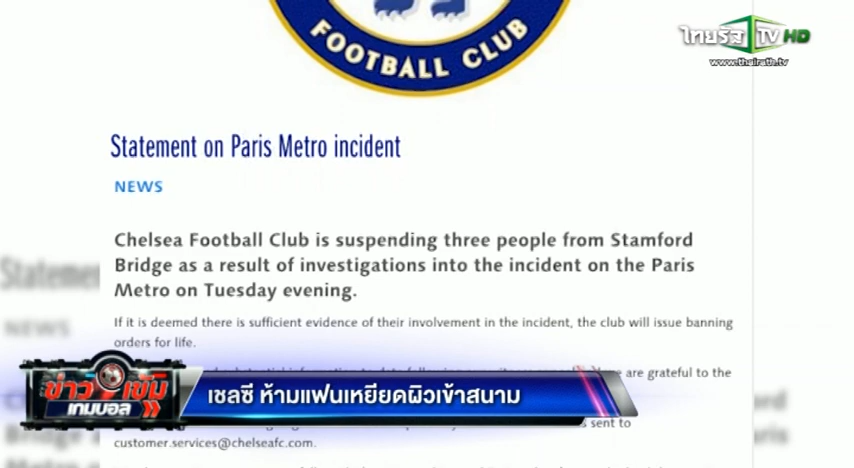 FOOTBALL CLUB
ไทยรัฐ TV HD
www.thairath.tv
Statement on Paris Metro incident
NEWS
Chelsea Football Club is suspending three people from Stamford
Bridge as a result of investigations into the incident on the Paris
Metro on Tuesday evening.
If it is deemed there is sufficient evidence of their involvement in the incident, the club will issue banning
orders for life.
are grateful to the
ข่าวเข้ม
เกมบอล
เชลซี ห้ามแฟนเหยียดผิวเข้าสนาม
sent to
customer.services@chelseafc.com.